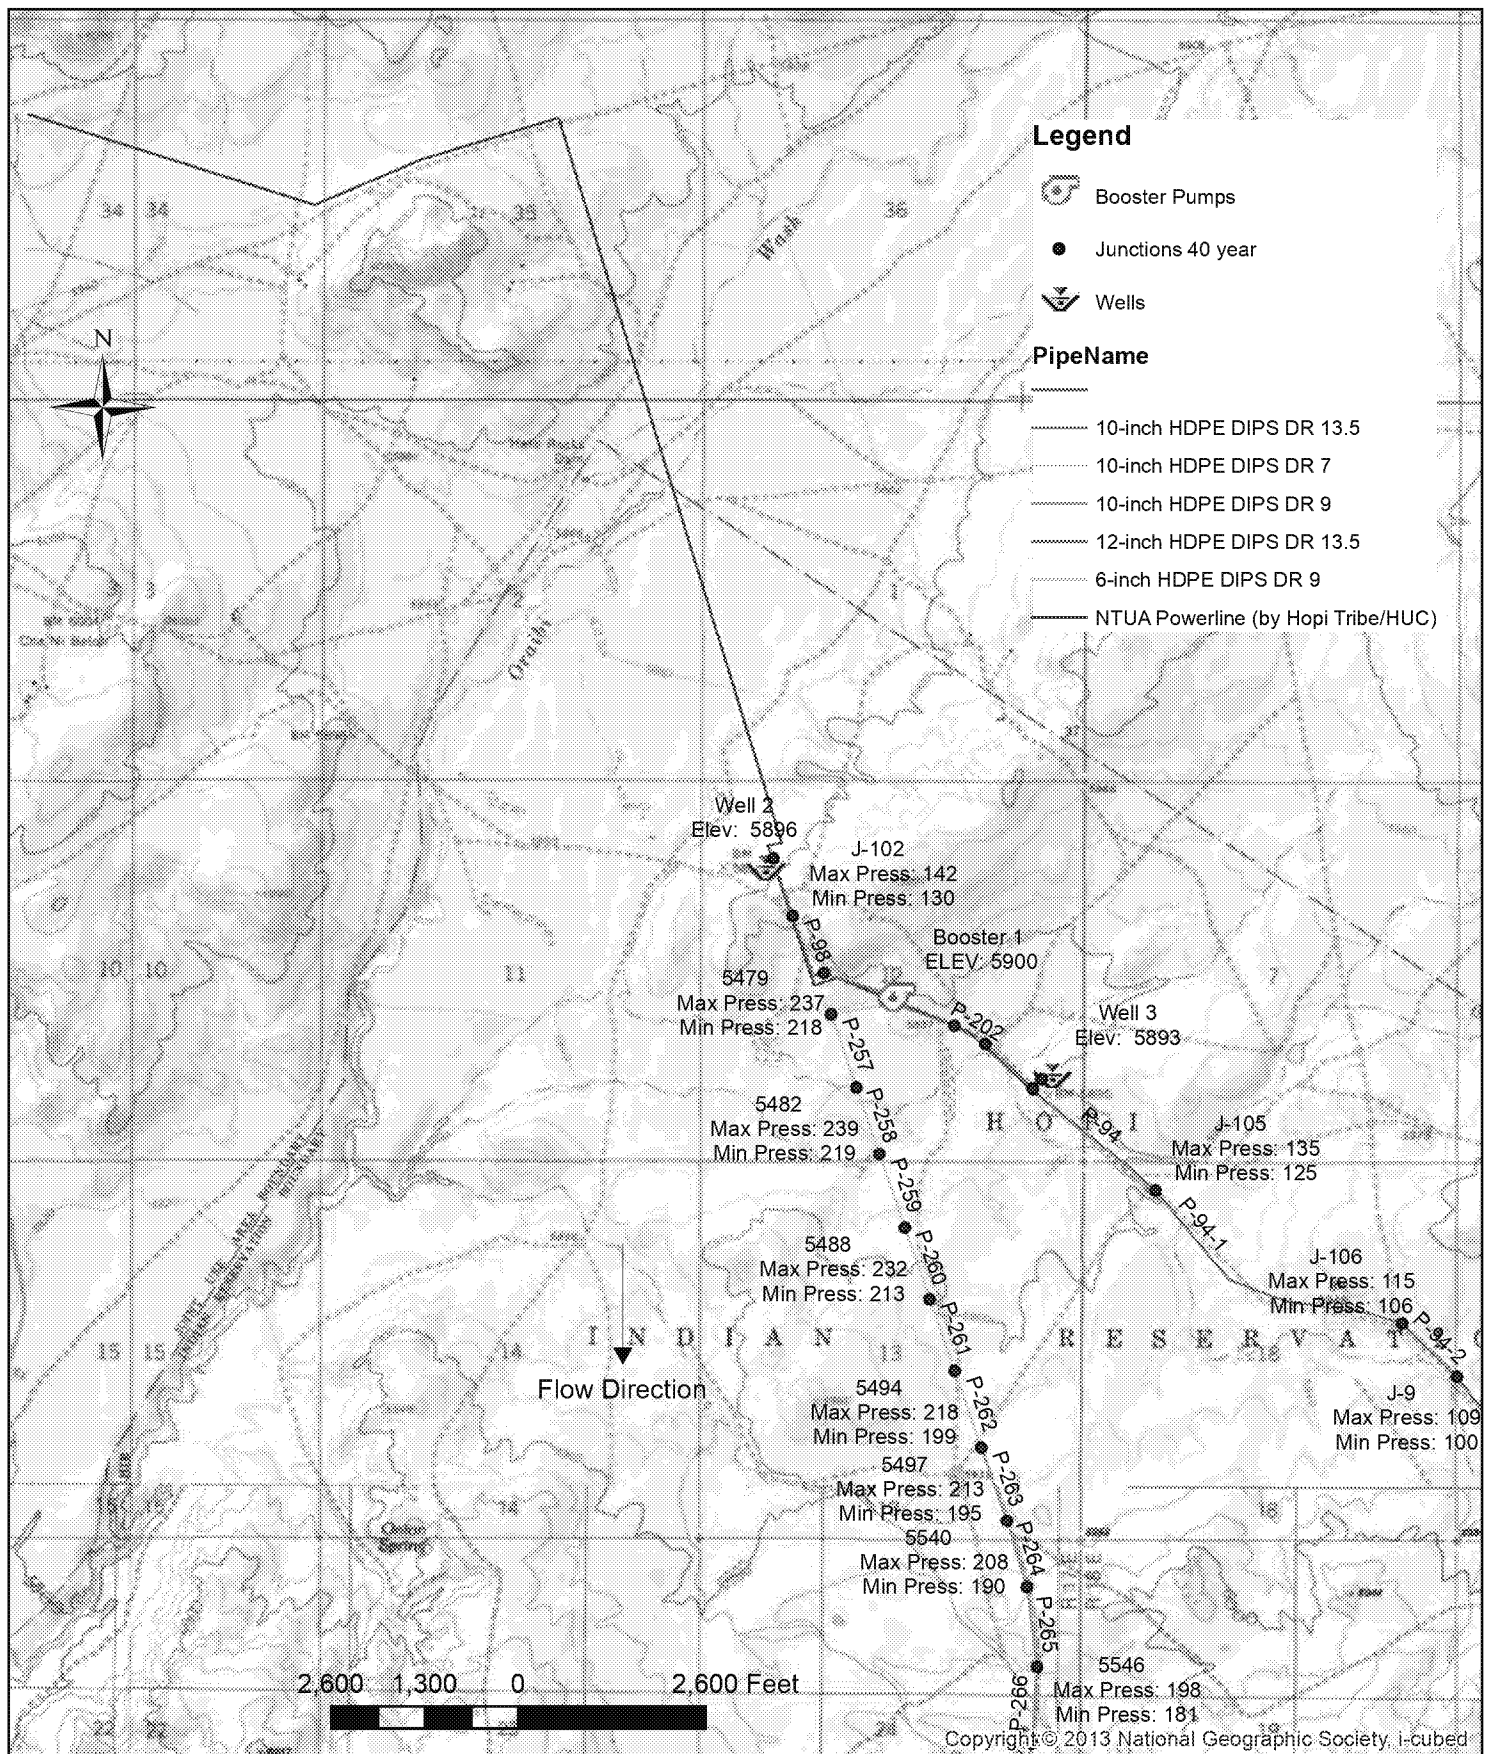 Legend
Booster Pumps
Junctions 40 year
Wells
PipeName
10-inch HDPE DIPS DR 13.5
10-inch HDPE DIPS DR 7
10-inch HDPE DIPS DR 9
12-inch HDPE DIPS DR 13.5
6-inch HDPE DIPS DR 9
NTUA Powerline (by Hopi Tribe/HUC)
34 34
35
36
Wash
N
3 3
Oraibi
Well 2
Elev: 5896
J-102
Max Press: 142
Min Press: 130
P-98
Booster 1
ELEV: 5900
10 10
11
5479
Max Press: 237
Min Press: 218
P-257
P-202
Well 3
Elev: 5893
5482
Max Press: 239
Min Press: 219
P-258
HOPI
P-94
J-105
Max Press: 135
Min Press: 125
P-259
P-94-1
5488
Max Press: 232
Min Press: 213
P-260
J-106
Max Press: 115
Min Press: 106
P-94-2
15 15
14
INDIAN
13
RESERVAT
P-261
Flow Direction
5494
Max Press: 218
Min Press: 199
P-262
J-9
Max Press: 109
Min Press: 100
5497
Max Press: 213
Min Press: 195
P-263
14
18
5540
Max Press: 208
Min Press: 190
P-264
Spring
P-265
5546
Max Press: 198
Min Press: 181
P-266
2,600 1,300 0 2,600 Feet
22 22
Copyright:© 2013 National Geographic Society, i-cubed